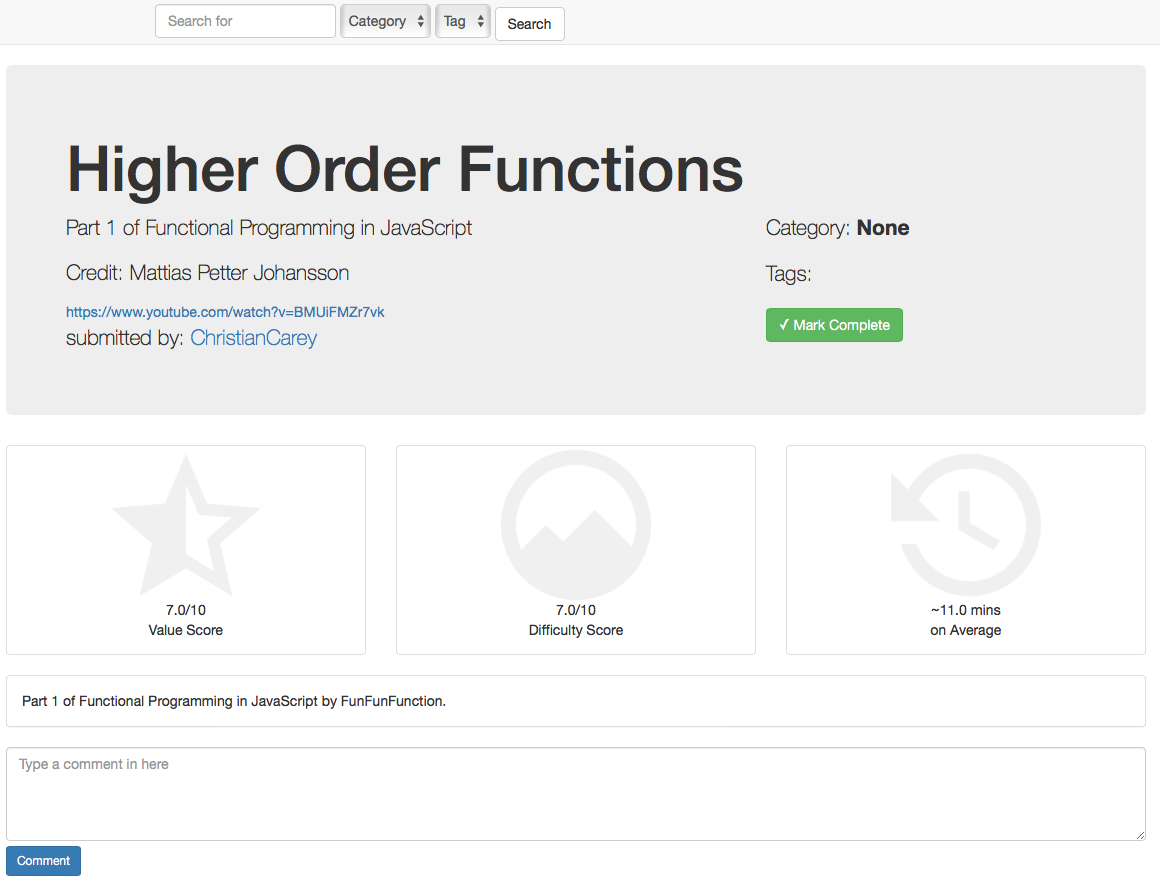 Search for Category Tag Search
Higher Order Functions
Part 1 of Functional Programming in JavaScript
Category: None
Credit: Mattias Petter Johansson
Tags:
https://www.youtube.com/watch?v=BMUiFMZr7vk
✓ Mark Complete
submitted by: ChristianCarey
7.0/10
Value Score
7.0/10
Difficulty Score
~11.0 mins
on Average
Part 1 of Functional Programming in JavaScript by FunFunFunction.
Type a comment in here
Comment